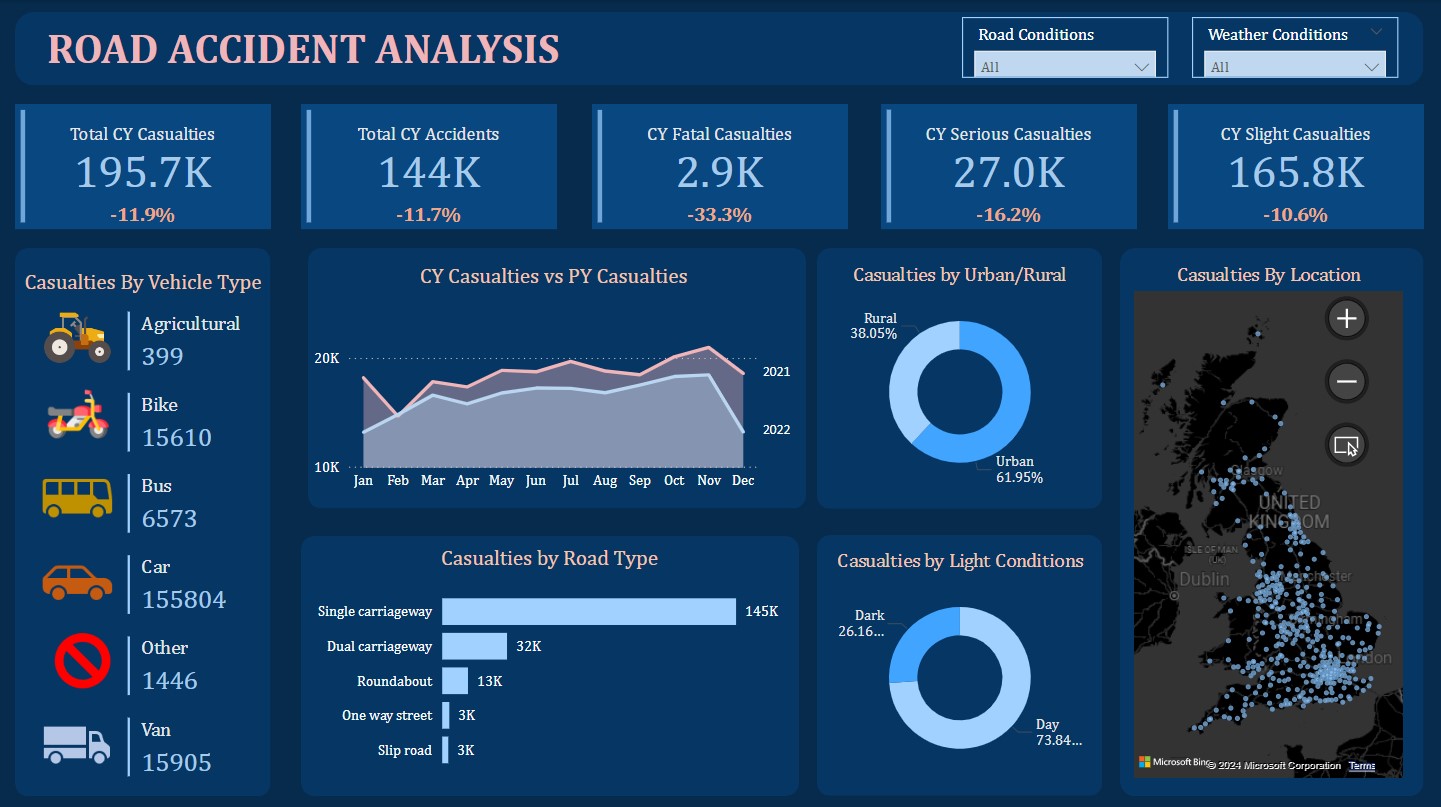 ROAD ACCIDENT ANALYSIS
Road Conditions
All
Weather Conditions
All
Total CY Casualties
195.7K
-11.9%
Total CY Accidents
144K
-11.7%
CY Fatal Casualties
2.9K
-33.3%
CY Serious Casualties
27.0K
-16.2%
CY Slight Casualties
165.8K
-10.6%
Casualties By Vehicle Type
Agricultural
399
Bike
15610
Bus
6573
Car
155804
Other
1446
Van
15905
CY Casualties vs PY Casualties
20K
10K
2021
2022
Jan Feb Mar Apr May Jun Jul Aug Sep Oct Nov Dec
Casualties by Road Type
Single carriageway 145K
Dual carriageway 32K
Roundabout 13K
One way street 3K
Slip road 3K
Casualties by Urban/Rural
Rural
38.05%
Urban
61.95%
Casualties by Light Conditions
Dark
26.16...
Day
73.84...
Casualties By Location
Glasgow
UNITED
KINGDOM
ISLE OF MAN
(UK)
Dublin
Microsoft Bing
© 2024 Microsoft Corporation Terms